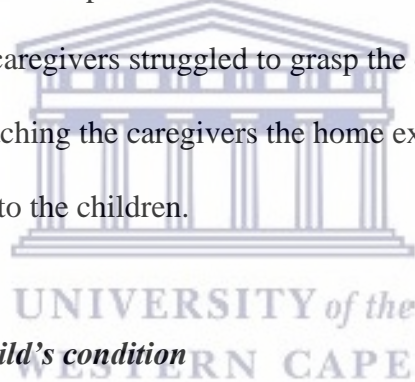 caregivers struggled to grasp the
ching the caregivers the home ex
to the children.
UNIVERSITY of the
ild's condition
WESTERN CAPE